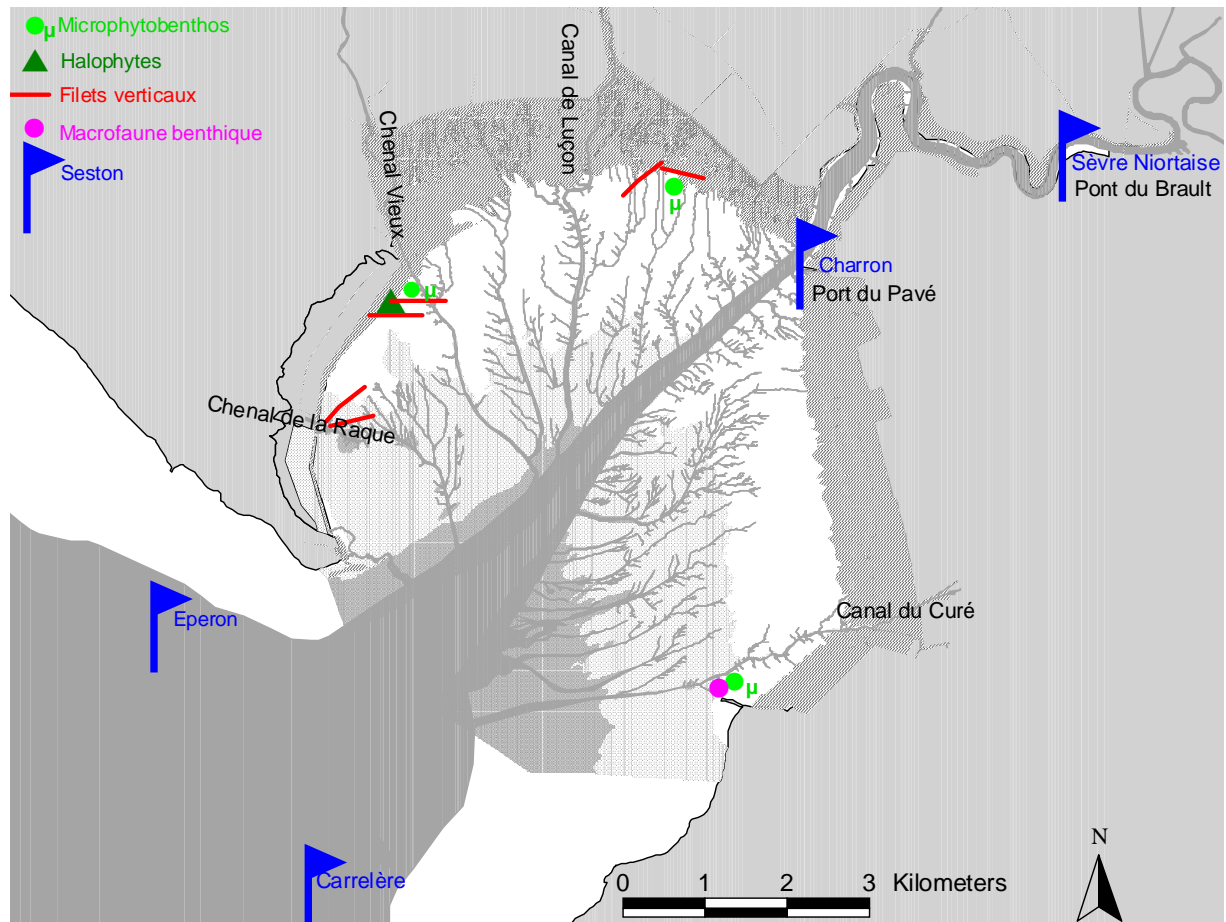 µ Microphytobenthos
Halophytes
Filets verticaux
Macrofaune benthique
Seston
Chenal Vieux
Canal de Luçon
µ
µ
Sèvre Niortaise
Pont du Brault
Charron
Port du Pavé
Chenal de la Raque
Eperon
Canal du Curé
µ
Carrelère
0 1 2 3 Kilometers
N